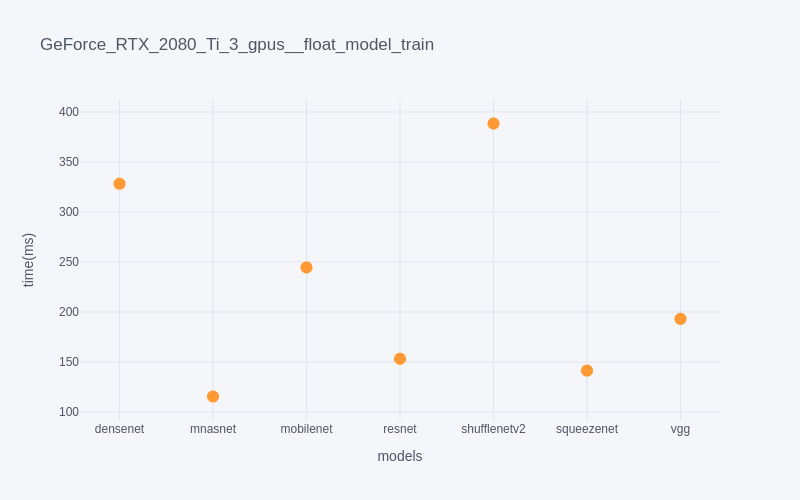 GeForce_RTX_2080_Ti_3_gpus__float_model_train
400
350
300
250
200
150
100
time(ms)
densenet mnasnet mobilenet resnet shufflenetv2 squeezenet vgg
models